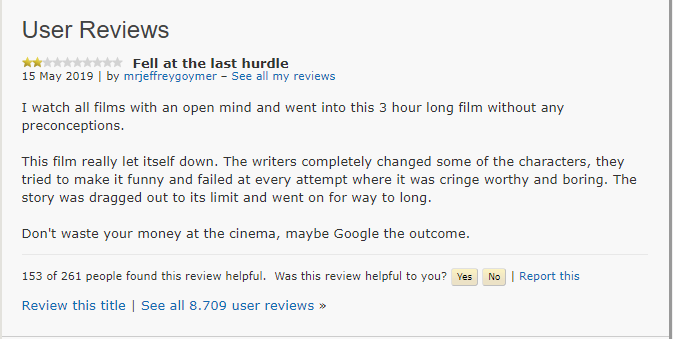 User Reviews
Fell at the last hurdle
15 May 2019 | by mrjeffreygoymer – See all my reviews
I watch all films with an open mind and went into this 3 hour long film without any
preconceptions.
This film really let itself down. The writers completely changed some of the characters, they
tried to make it funny and failed at every attempt where it was cringe worthy and boring. The
story was dragged out to its limit and went on for way to long.
Don't waste your money at the cinema, maybe Google the outcome.
153 of 261 people found this review helpful. Was this review helpful to you? Yes No | Report this
Review this title | See all 8.709 user reviews »